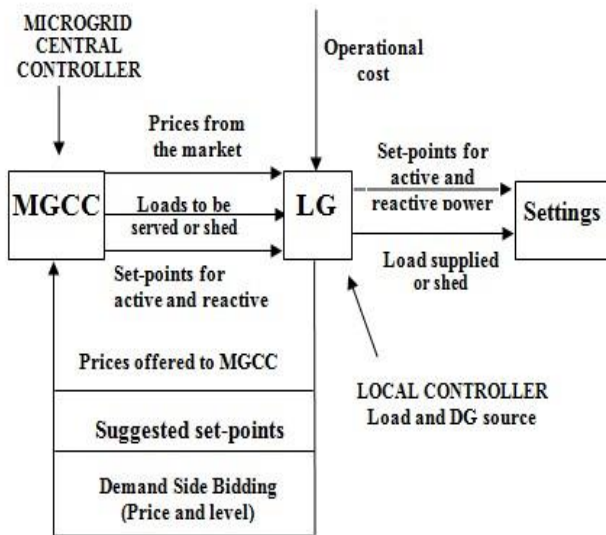 MICROGRID
CENTRAL
CONTROLLER
Operational
cost
Prices from
the market
Set-points for
active and
reactive power
MGCC
Loads to be
served or shed
LG
Settings
Set-points for
active and reactive
Load supplied
or shed
Prices offered to MGCC
LOCAL CONTROLLER
Load and DG source
Suggested set-points
Demand Side Bidding
(Price and level)